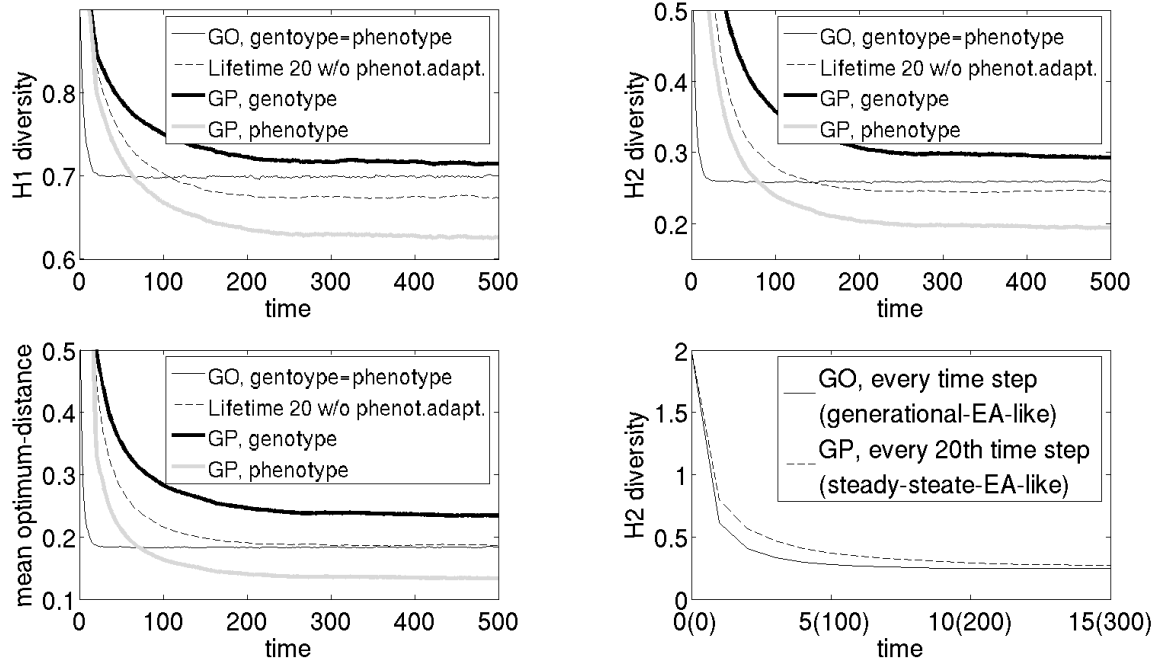 H1 diversity
0.8
0.7
0.6
0
100
200
300
400
500
time
GO, gentoype=phenotype
Lifetime 20 w/o phenot.adapt.
GP, genotype
GP, phenotype
H2 diversity
0.5
0.4
0.3
0.2
0
100
200
300
400
500
time
GO, gentoype=phenotype
Lifetime 20 w/o phenot.adapt.
GP, genotype
GP, phenotype
mean optimum-distance
0.5
0.4
0.3
0.2
0.1
0
100
200
300
400
500
time
GO, gentoype=phenotype
Lifetime 20 w/o phenot.adapt.
GP, genotype
GP, phenotype
H2 diversity
2
1.5
1
0.5
0
0(0)
5(100)
10(200)
15(300)
time
GO, every time step
(generational-EA-like)
GP, every 20th time step
(steady-steate-EA-like)